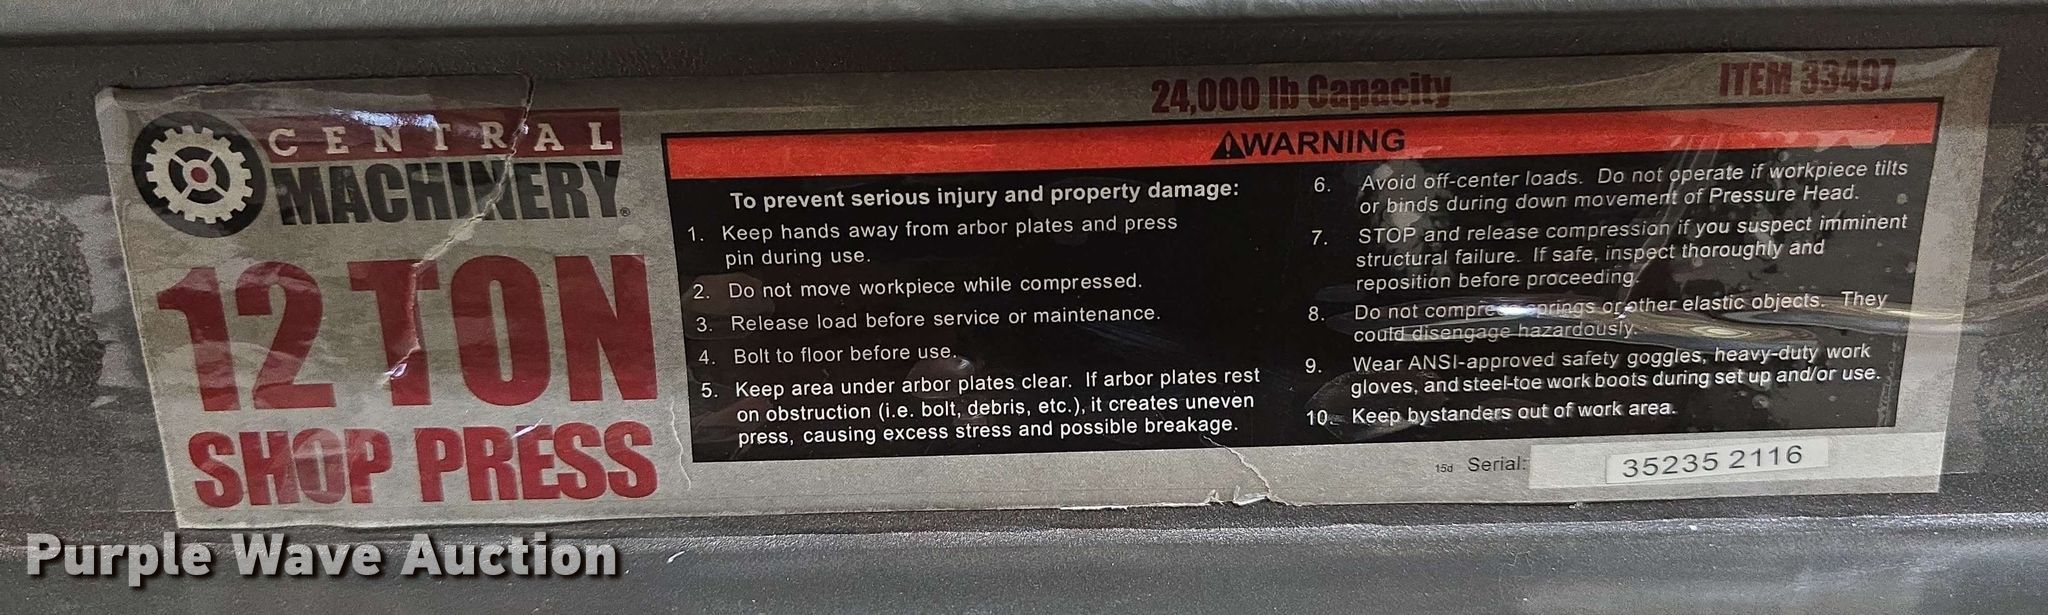 CENTRAL
MACHINERY®
12 TON
SHOP PRESS
24,000 lb Capacity
ITEM 33497
⚠WARNING
To prevent serious injury and property damage:
1. Keep hands away from arbor plates and press
pin during use.
2. Do not move workpiece while compressed.
3. Release load before service or maintenance.
4. Bolt to floor before use.
5. Keep area under arbor plates clear. If arbor plates rest
on obstruction (i.e. bolt, debris, etc.), it creates uneven
press, causing excess stress and possible breakage.
6. Avoid off-center loads. Do not operate if workpiece tilts
or binds during down movement of Pressure Head.
7. STOP and release compression if you suspect imminent
structural failure. If safe, inspect thoroughly and
reposition before proceeding.
8. Do not compress springs or other elastic objects. They
could disengage hazardously.
9. Wear ANSI-approved safety goggles, heavy-duty work
gloves, and steel-toe work boots during set up and/or use.
10. Keep bystanders out of work area.
15d Serial: 35235 2116
Purple Wave Auction